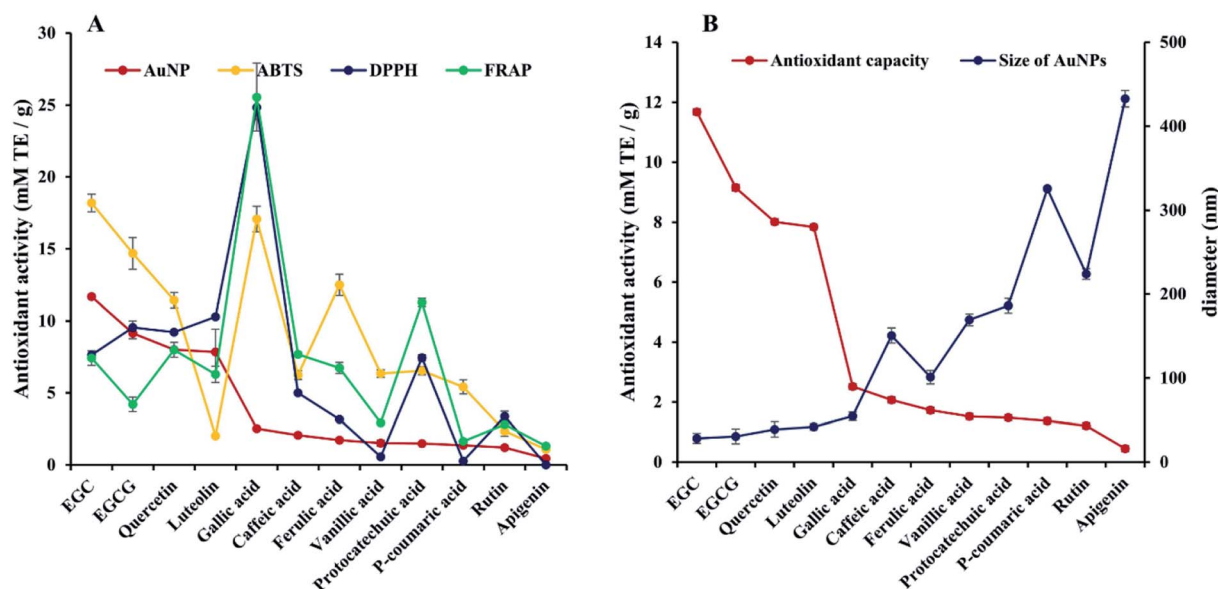 A
Antioxidant activity (mM TE / g)
30
25
20
15
10
5
0
AuNP ABTS DPPH FRAP
EGC
EGCG
Quercetin
Luteolin
Gallic acid
Caffeic acid
Ferulic acid
Vanillic acid
Protocatechuic acid
P-coumaric acid
Rutin
Apigenin
B
Antioxidant activity (mM TE / g)
14
12
10
8
6
4
2
0
Antioxidant capacity Size of AuNPs
500
400
300
200
100
0
diameter (nm)
EGC
EGCG
Quercetin
Luteolin
Gallic acid
Caffeic acid
Ferulic acid
Vanillic acid
Protocatechuic acid
P-coumaric acid
Rutin
Apigenin